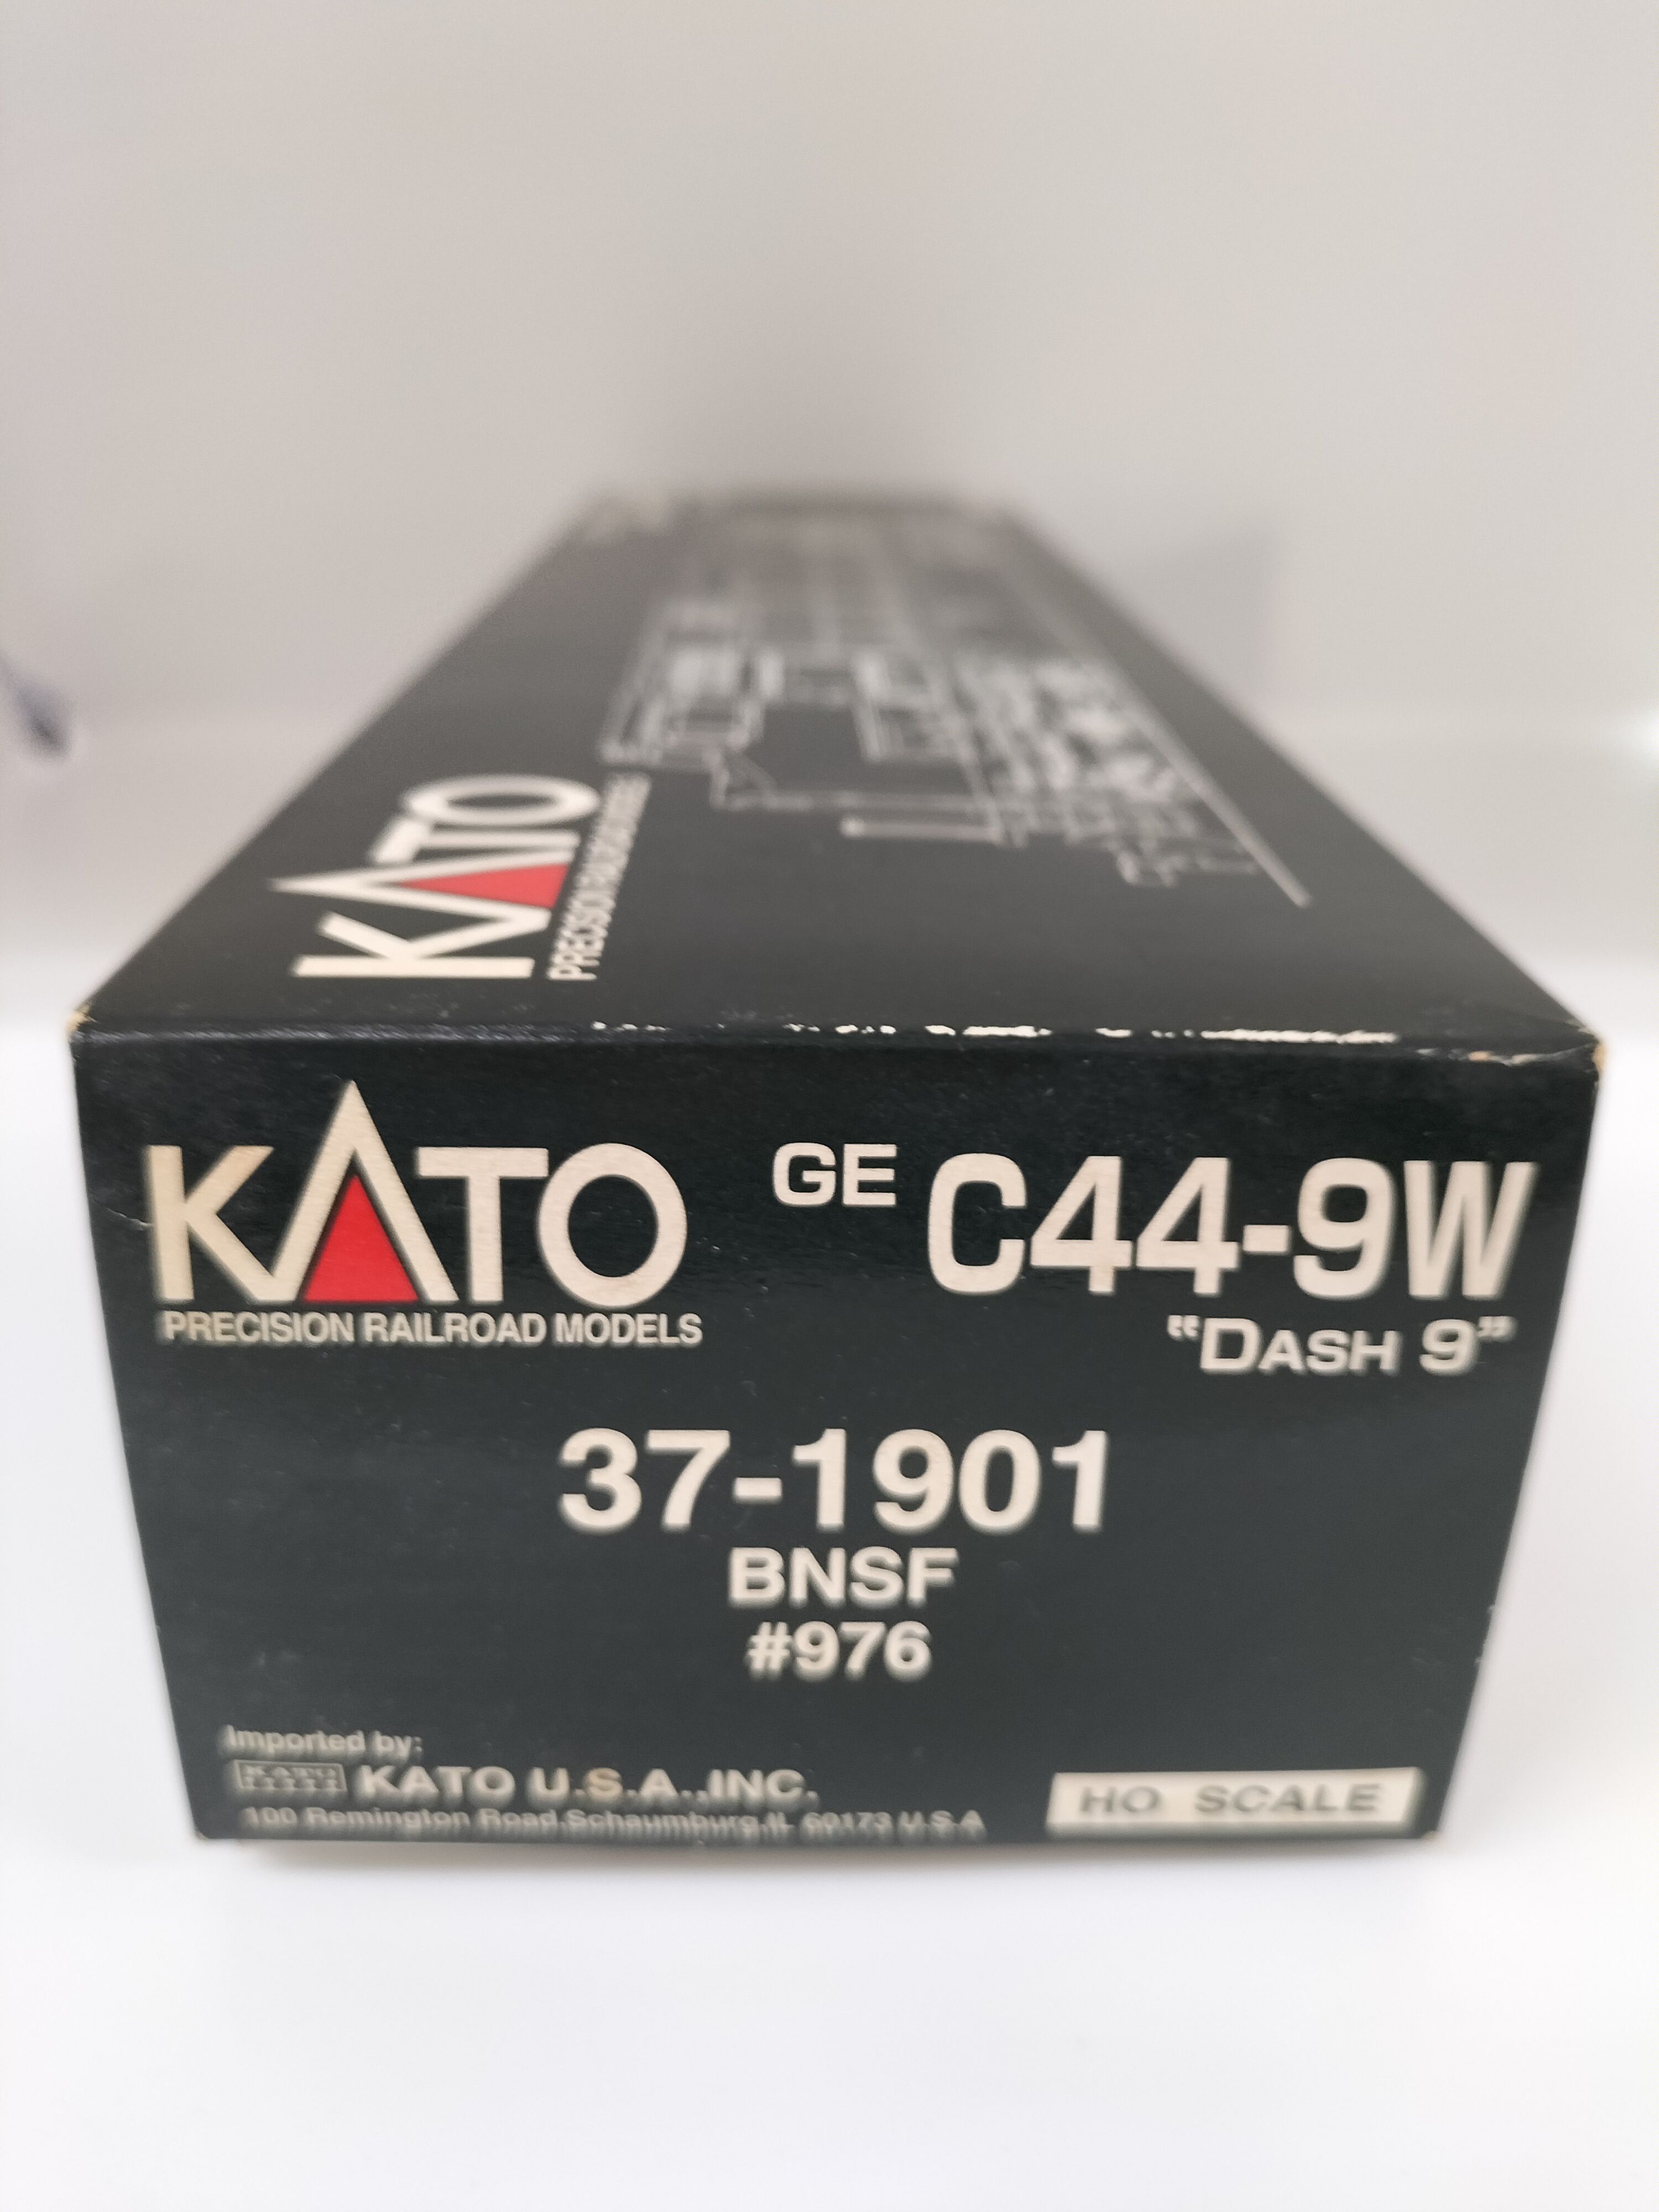 KATO
PRECISION RAILROAD MODELS
KATO
PRECISION RAILROAD MODELS
GE C44-9W
"DASH 9"
37-1901
BNSF
#976
Imported by:
KATO KATO U.S.A.,INC.
100 Remington Road,Schaumburg,IL 60173 U.S.A
HO SCALE